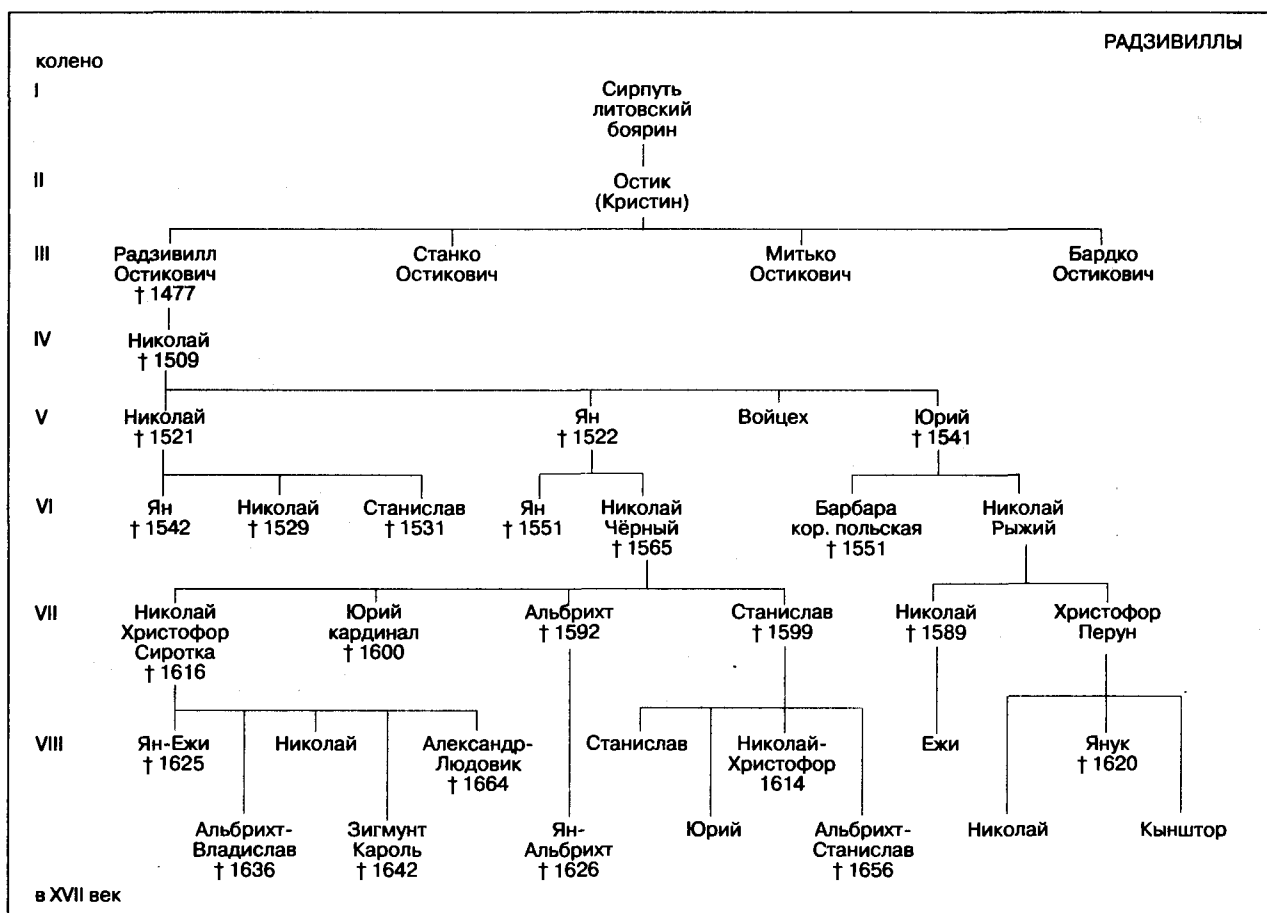 РАДЗИВИЛЛЫ
колено
I
Сирпуть
литовский
боярин
II
Остик
(Кристин)
III
Радзивилл
Остикович
† 1477
Станко
Остикович
Митько
Остикович
Бардко
Остикович
IV
Николай
† 1509
V
Николай
† 1521
Ян
† 1522
Войцех
Юрий
† 1541
VI
Ян
† 1542
Николай
† 1529
Станислав
† 1531
Ян
† 1551
Николай
Чёрный
† 1565
Барбара
кор. польская
† 1551
Николай
Рыжий
VII
Николай
Христофор
Сиротка
† 1616
Юрий
кардинал
† 1600
Альбрихт
† 1592
Станислав
† 1599
Николай
† 1589
Христофор
Перун
VIII
Ян-Ежи
† 1625
Николай
Александр-
Людовик
† 1664
Станислав
Николай-
Христофор
1614
Ежи
Янук
† 1620
Альбрихт-
Владислав
† 1636
Зигмунт
Кароль
† 1642
Ян-
Альбрихт
† 1626
Юрий
Альбрихт-
Станислав
† 1656
Николай
Кынштор
в XVII век